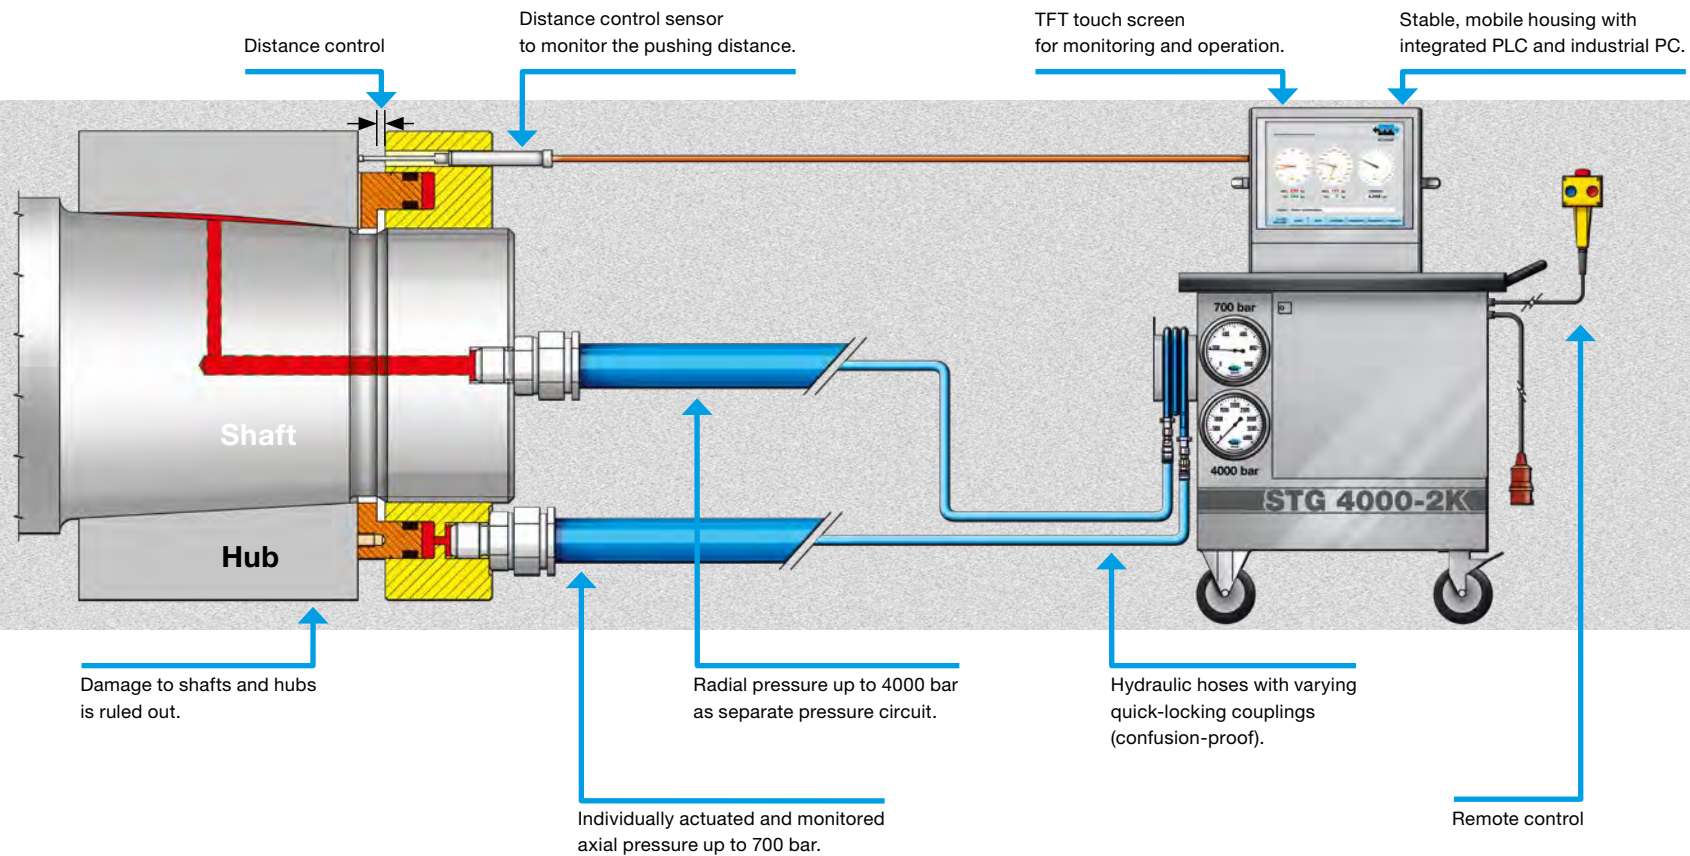 Distance control
Distance control sensor
to monitor the pushing distance.
TFT touch screen
for monitoring and operation.
Stable, mobile housing with
integrated PLC and industrial PC.
700 bar
4000 bar
STG 4000-2K
Shaft
Hub
Damage to shafts and hubs
is ruled out.
Radial pressure up to 4000 bar
as separate pressure circuit.
Hydraulic hoses with varying
quick-locking couplings
(confusion-proof).
Individually actuated and monitored
axial pressure up to 700 bar.
Remote control